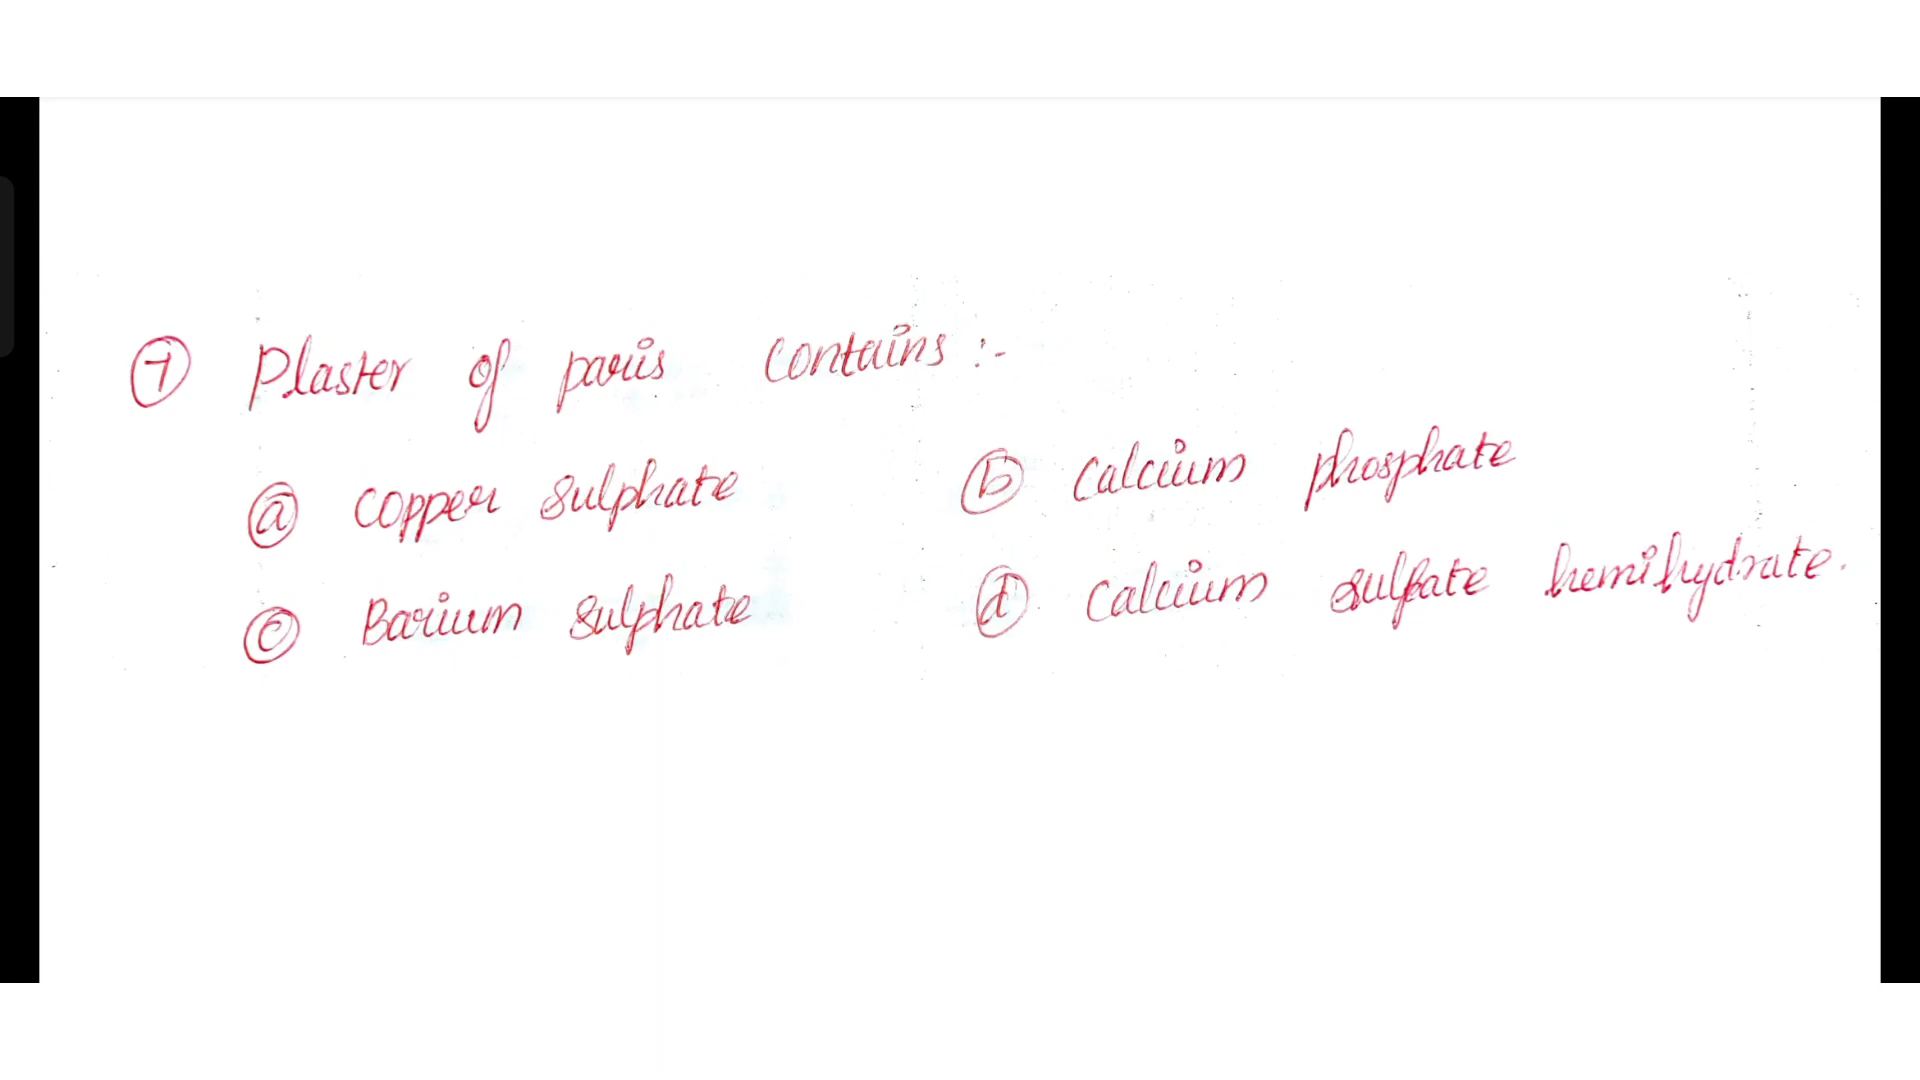 7 Plaster of paris contains :-
a copper sulphate b Calcium phosphate
c Barium sulphate d Calcium sulfate hemihydrate.